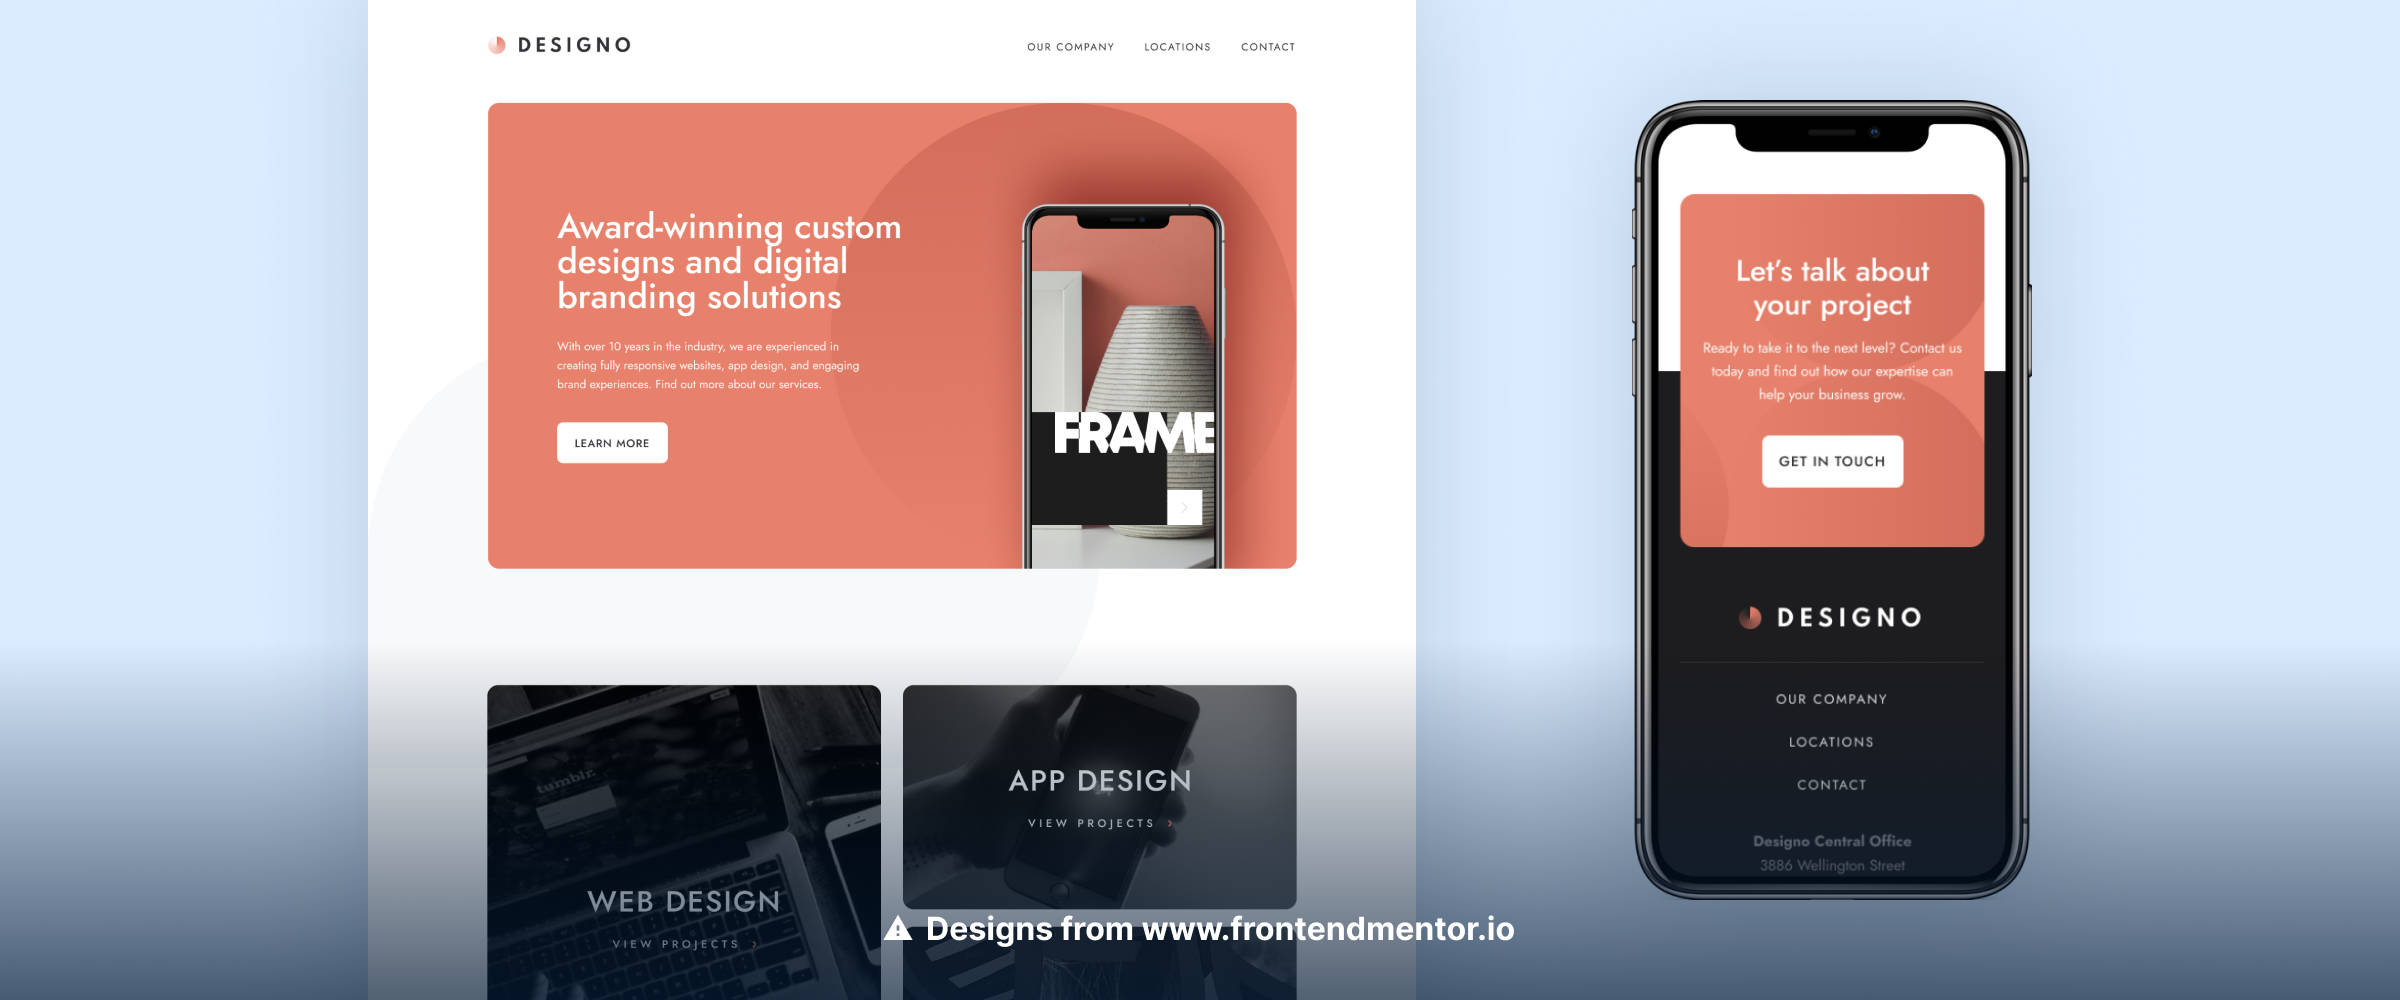 DESIGNO
OUR COMPANY
LOCATIONS
CONTACT
Award-winning custom
designs and digital
branding solutions
With over 10 years in the industry, we are experienced in
creating fully responsive websites, app design, and engaging
brand experiences. Find out more about our services.
LEARN MORE
FRAME
tumblr.
WEB DESIGN
VIEW PROJECTS
APP DESIGN
VIEW PROJECTS
Let’s talk about
your project
Ready to take it to the next level? Contact us
today and find out how our expertise can
help your business grow.
GET IN TOUCH
DESIGNO
OUR COMPANY
LOCATIONS
CONTACT
Designo Central Office
3886 Wellington Street
Designs from www.frontendmentor.io